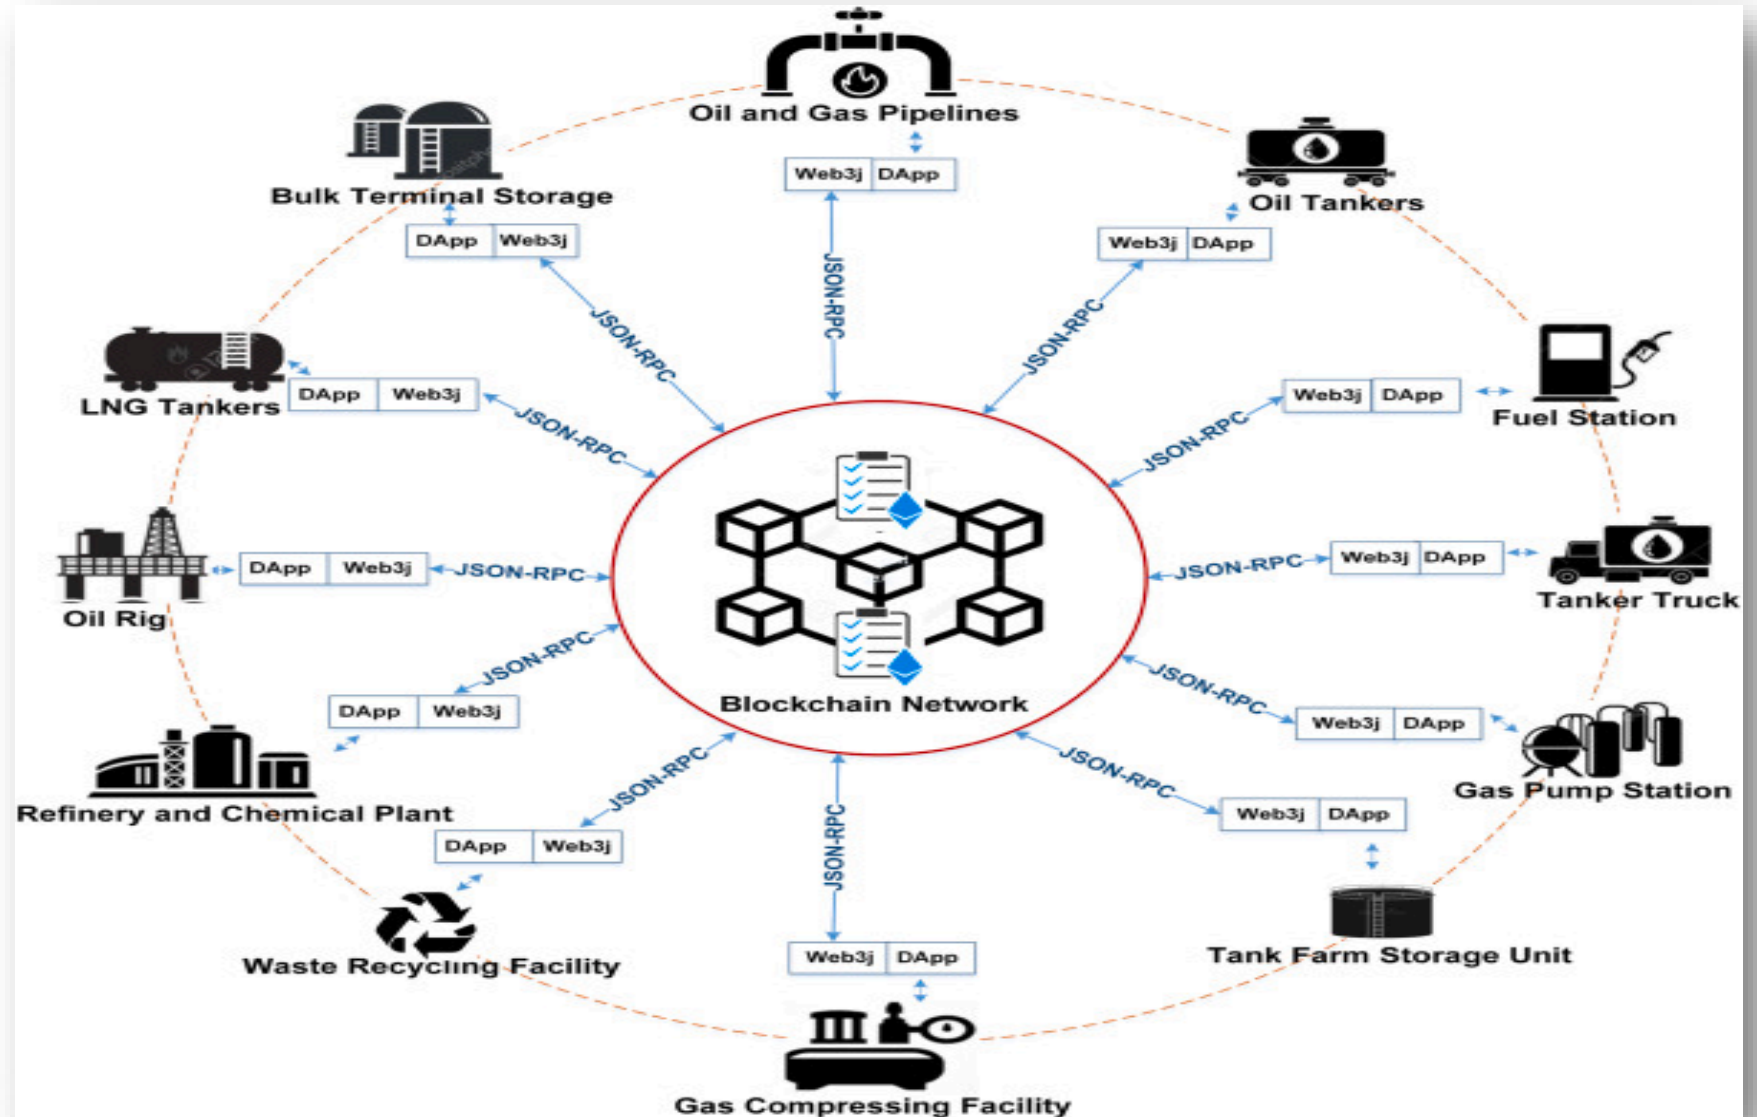 Oil and Gas Pipelines
Web3j DApp
JSON-RPC
Oil Tankers
Web3j DApp
JSON-RPC
Fuel Station
Web3j DApp
JSON-RPC
Tanker Truck
Web3j DApp
JSON-RPC
Gas Pump Station
Web3j DApp
JSON-RPC
Tank Farm Storage Unit
Web3j DApp
JSON-RPC
Gas Compressing Facility
Web3j DApp
JSON-RPC
Waste Recycling Facility
DApp Web3j
JSON-RPC
Refinery and Chemical Plant
DApp Web3j
JSON-RPC
Oil Rig
DApp Web3j
JSON-RPC
LNG Tankers
DApp Web3j
JSON-RPC
Bulk Terminal Storage
DApp Web3j
JSON-RPC
Blockchain Network